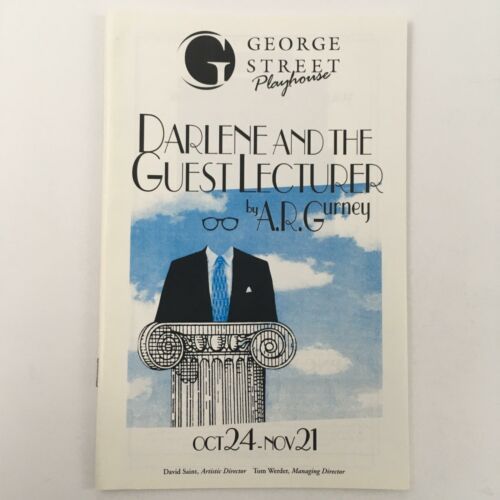 G
GEORGE
STREET
Playhouse
DARLENE AND THE
GUEST LECTURER
by A.R.Gurney
OCT 24-NOV 21
David Saint, Artistic Director Tom Werder, Managing Director